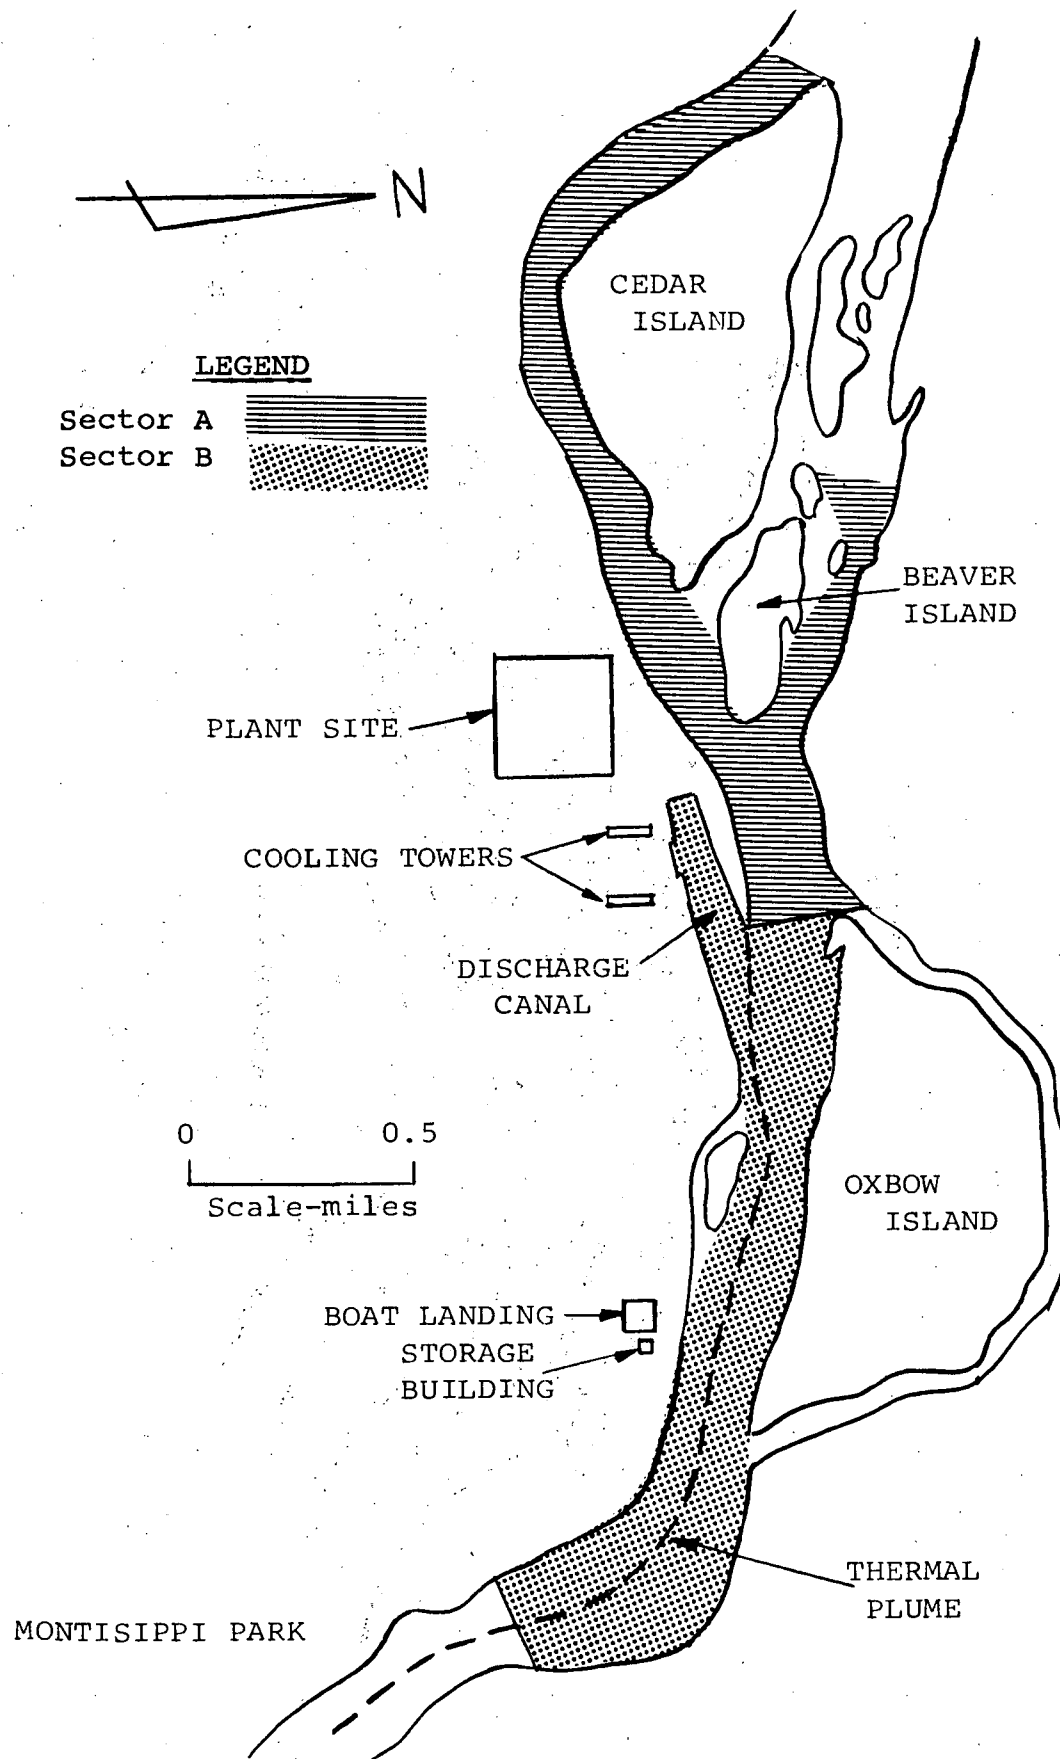 N
CEDAR
ISLAND
LEGEND
Sector A
Sector B
BEAVER
ISLAND
PLANT SITE
COOLING TOWERS
DISCHARGE
CANAL
0 0.5
Scale-miles
OXBOW
ISLAND
BOAT LANDING
STORAGE
BUILDING
THERMAL
PLUME
MONTISIPPI PARK